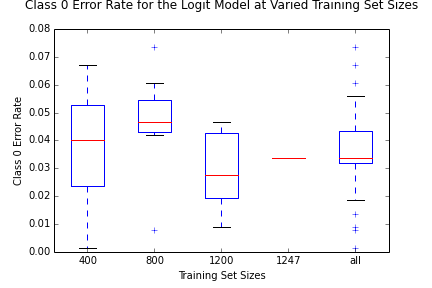 Class 0 Error Rate for the Logit Model at Varied Training Set Sizes
0.08
0.07
0.06
0.05
0.04
0.03
0.02
0.01
0.00
Class 0 Error Rate
400 800 1200 1247 all
Training Set Sizes